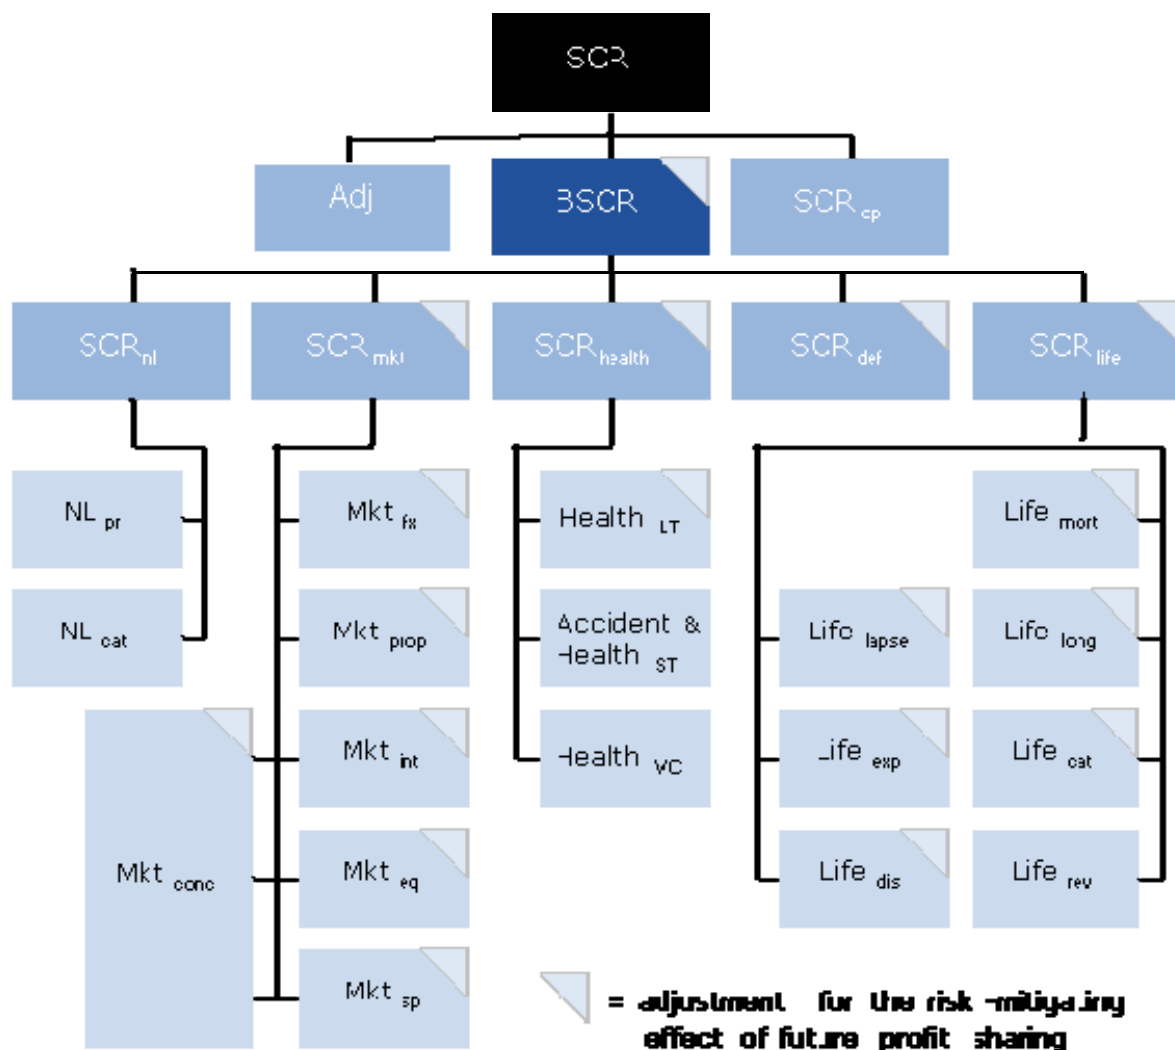 SCR
Adj
BSCR
SCR op
SCR nl
SCR mkt
SCR health
SCR def
SCR life
NL pr
Mkt fx
Health LT
Life mort
NL cat
Mkt prop
Accident &
Health ST
Life lapse
Life long
Mkt int
Health WC
Life exp
Life cat
Mkt conc
Mkt eq
Life dis
Life rev
Mkt sp
= adjustment for the risk-mitigating
effect of future profit sharing